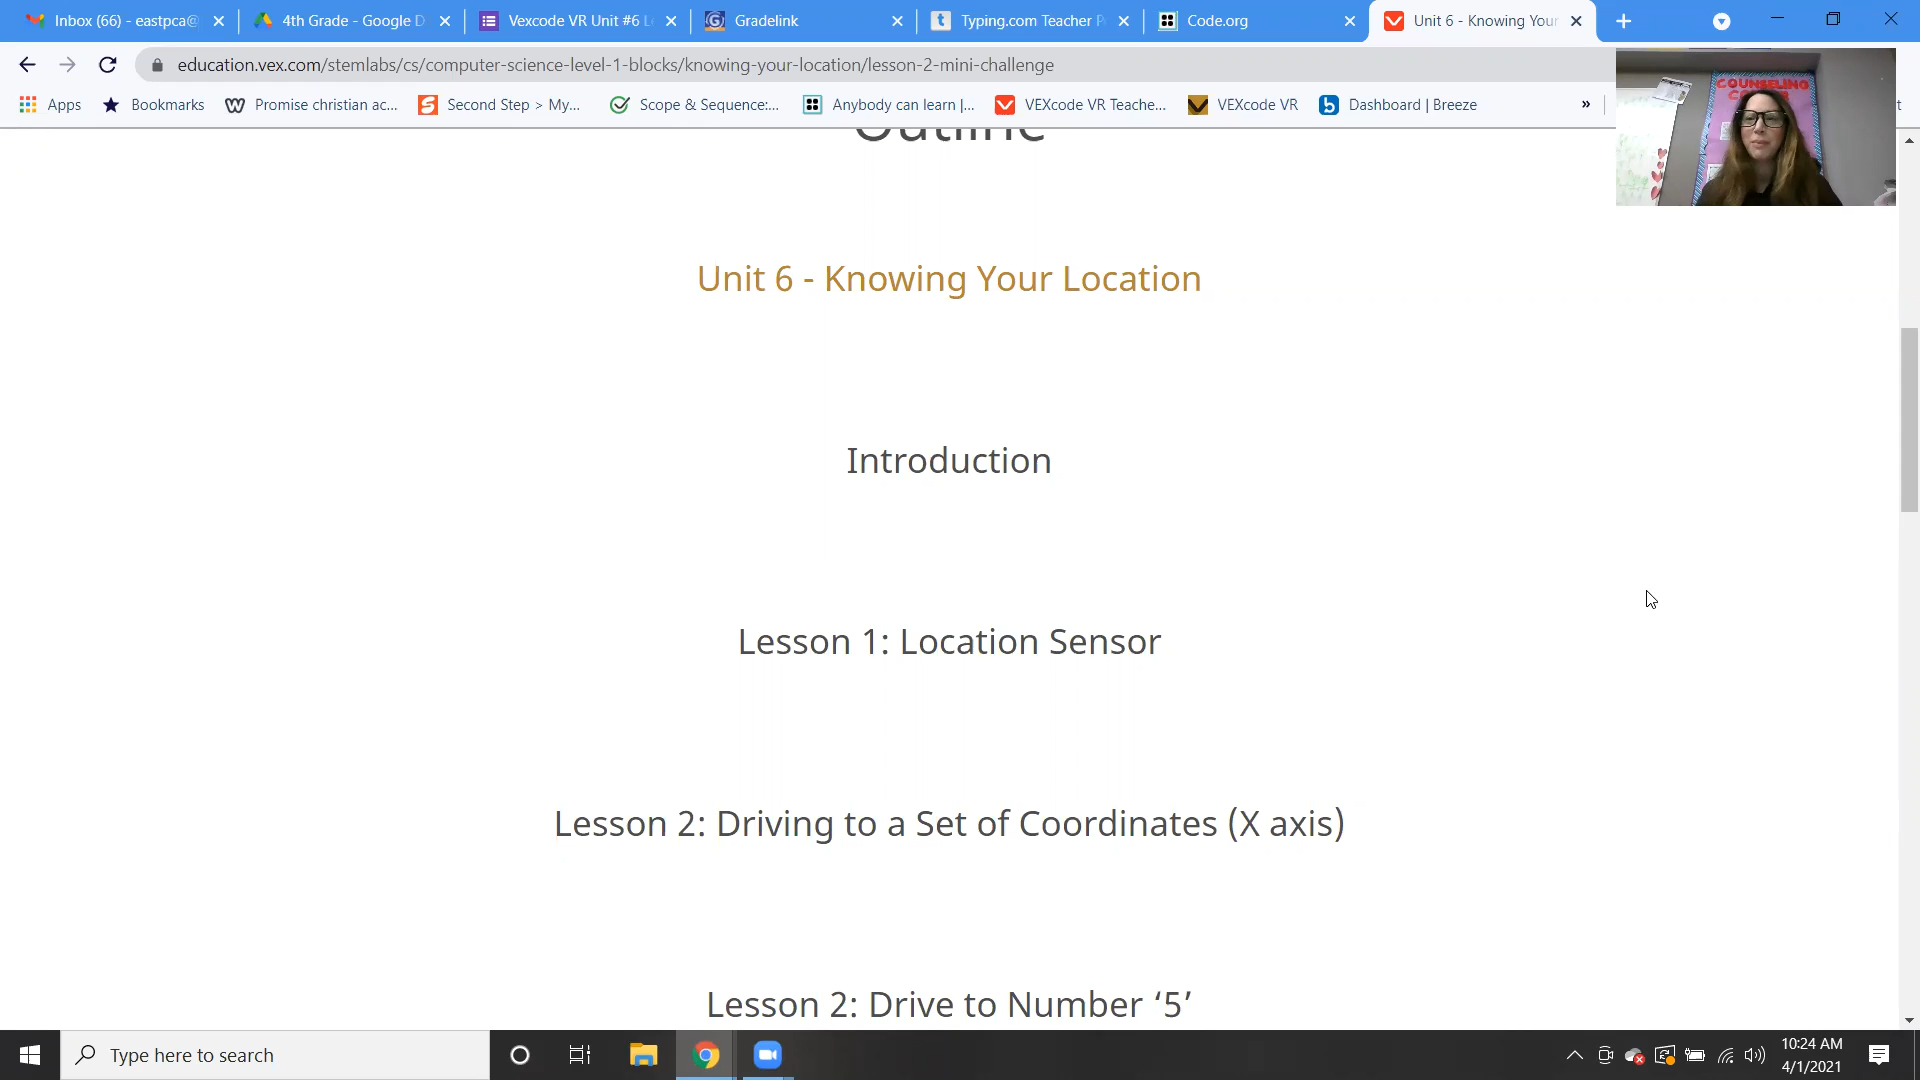 Inbox (66) - eastpca@
4th Grade - Google D
Vexcode VR Unit #6 L
Gradelink
Typing.com Teacher P
Code.org
Unit 6 - Knowing Your
education.vex.com/stemlabs/cs/computer-science-level-1-blocks/knowing-your-location/lesson-2-mini-challenge
Apps
Bookmarks
Promise christian ac...
Second Step > My...
Scope & Sequence:...
Anybody can learn |...
VEXcode VR Teache...
VEXcode VR
Dashboard | Breeze
»
COUNSELING
Outline
Unit 6 - Knowing Your Location
Introduction
Lesson 1: Location Sensor
Lesson 2: Driving to a Set of Coordinates (X axis)
Lesson 2: Drive to Number ‘5’
Type here to search
10:24 AM
4/1/2021